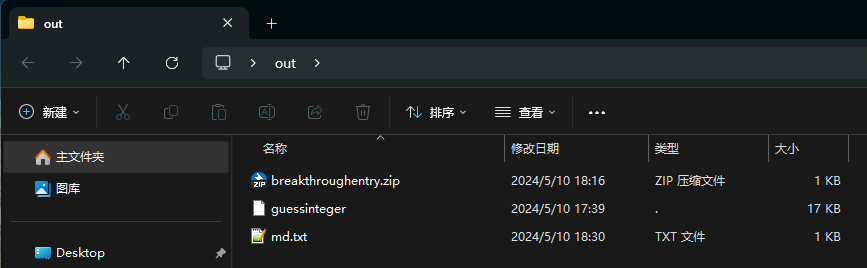 out
out
新建
排序
查看
主文件夹
图库
Desktop
名称 修改日期 类型 大小
ZIP breakthroughentry.zip 2024/5/10 18:16 ZIP 压缩文件 1 KB
guessinteger 2024/5/10 17:39 . 17 KB
md.txt 2024/5/10 18:30 TXT 文件 1 KB